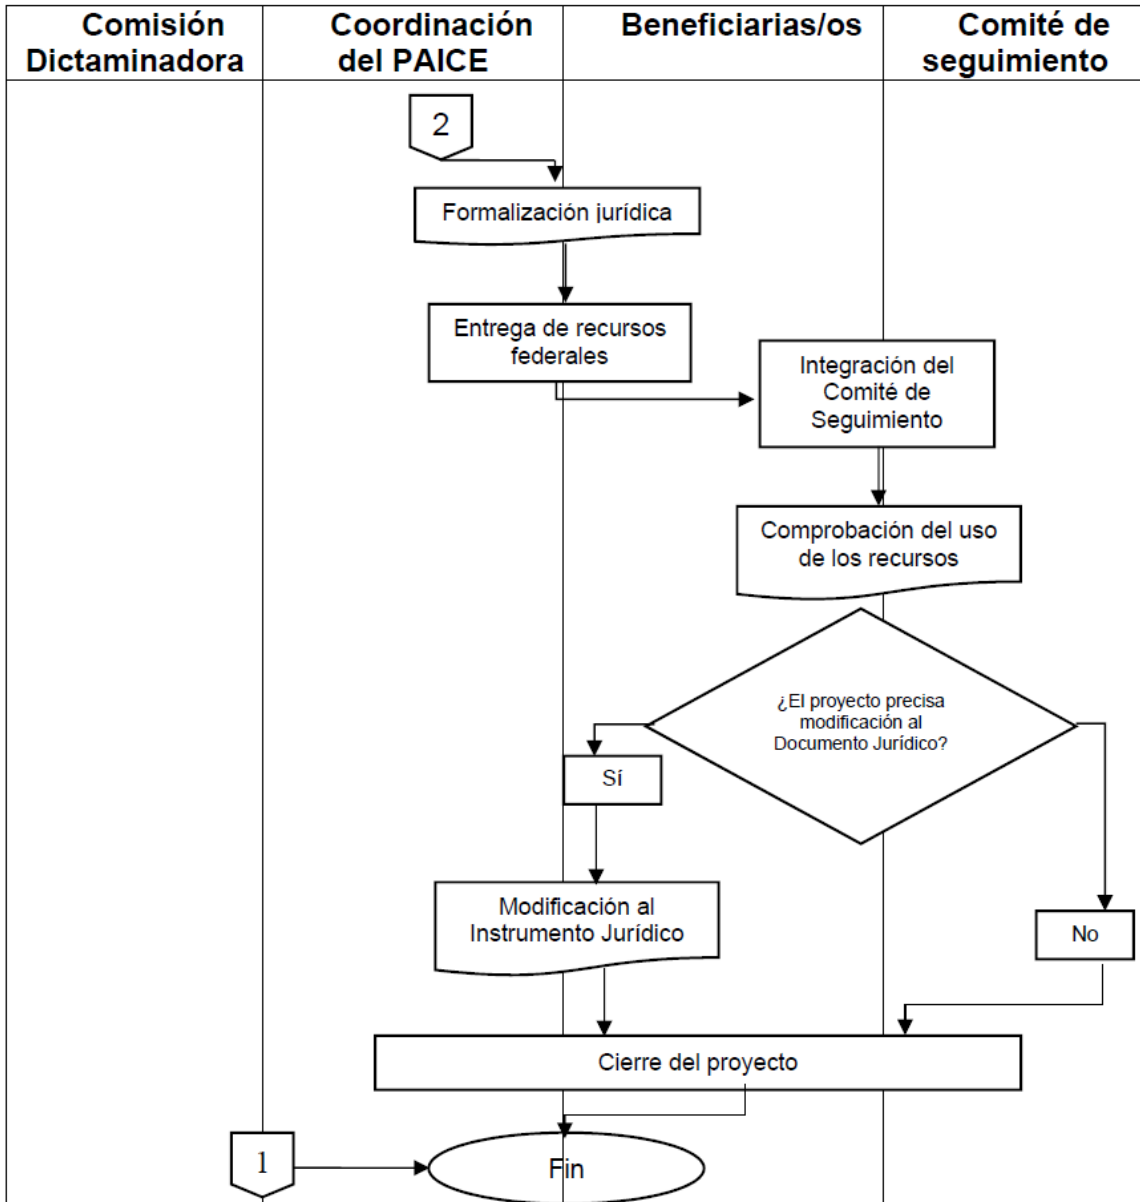 Comisión
Dictaminadora
Coordinación
del PAICE
Beneficiarias/os
Comité de
seguimiento
2
Formalización jurídica
Entrega de recursos
federales
Integración del
Comité de
Seguimiento
Comprobación del uso
de los recursos
¿El proyecto precisa
modificación al
Documento Jurídico?
Sí
Modificación al
Instrumento Jurídico
No
Cierre del proyecto
1
Fin